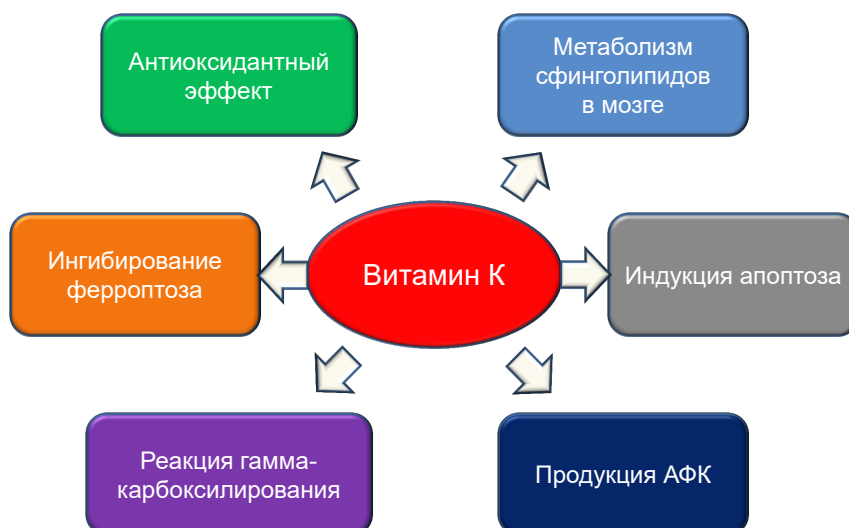 Антиоксидантный
эффект
Метаболизм
сфинголипидов
в мозге
Ингибирование
ферроптоза
Витамин К
Индукция апоптоза
Реакция гамма-
карбоксилирования
Продукция АФК